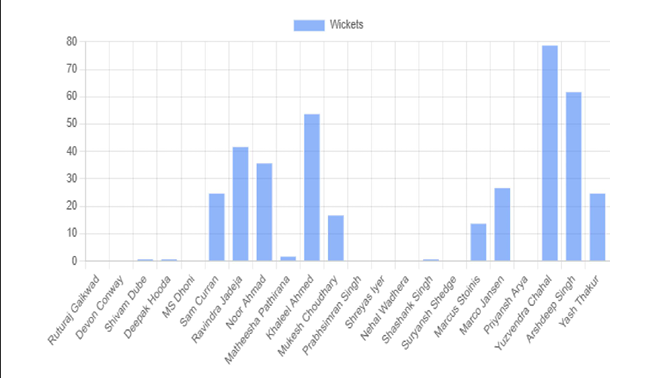 Wickets
80
70
60
50
40
30
20
10
0
Ruturaj Gaikwad
Devon Conway
Shivam Dube
Deepak Hooda
MS Dhoni
Sam Curran
Ravindra Jadeja
Noor Ahmad
Matheesha Pathirana
Khaleel Ahmed
Mukesh Choudhary
Prabhsimran Singh
Shreyas Iyer
Nehal Wadhera
Shashank Singh
Suryansh Shedge
Marcus Stoinis
Marco Jansen
Priyansh Arya
Yuzvendra Chahal
Arshdeep Singh
Yash Thakur